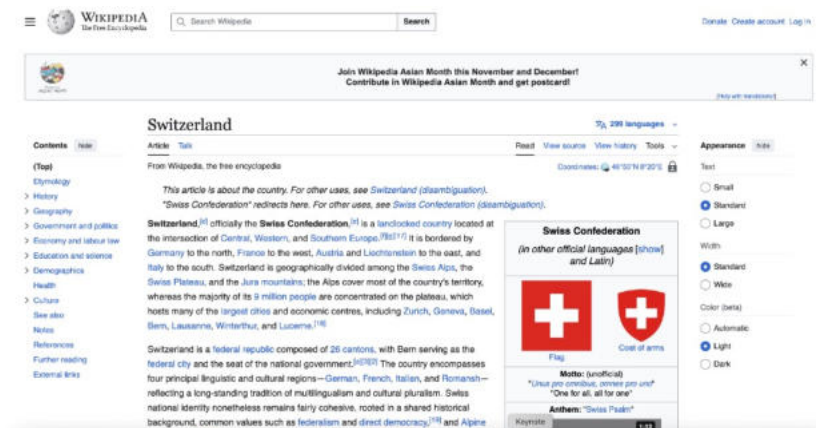 WIKIPEDIA
The Free Encyclopedia
Search Wikipedia
Search
Donate Create account Log in
Join Wikipedia Asian Month this November and December!
Contribute in Wikipedia Asian Month and get postcard!
[Help with translations!]
Switzerland
299 languages
Contents hide
(Top)
Etymology
History
Geography
Government and politics
Economy and labour law
Education and science
Demographics
Health
Culture
See also
Notes
References
Further reading
External links
Article Talk
Read View source View history Tools
From Wikipedia, the free encyclopedia
Coordinates: 46°50′N 8°20′E
This article is about the country. For other uses, see Switzerland (disambiguation).
"Swiss Confederation" redirects here. For other uses, see Swiss Confederation (disambiguation).
Switzerland, officially the Swiss Confederation, is a landlocked country located at
the intersection of Central, Western, and Southern Europe. It is bordered by
Germany to the north, France to the west, Austria and Liechtenstein to the east, and
Italy to the south. Switzerland is geographically divided among the Swiss Alps, the
Swiss Plateau, and the Jura mountains; the Alps cover most of the country's territory,
whereas the majority of its 9 million people are concentrated on the plateau, which
hosts many of the largest cities and economic centres, including Zurich, Geneva, Basel,
Bern, Lausanne, Winterthur, and Lucerne.[18]
Switzerland is a federal republic composed of 26 cantons, with Bern serving as the
federal city and the seat of the national government. The country encompasses
four principal linguistic and cultural regions—German, French, Italian, and Romansh—
reflecting a long-standing tradition of multilingualism and cultural pluralism. Swiss
national identity nonetheless remains fairly cohesive, rooted in a shared historical
background, common values such as federalism and direct democracy,[19] and Alpine
Swiss Confederation
(in other official languages [show]
and Latin)
Flag
Coat of arms
Motto: (unofficial)
"Unus pro omnibus, omnes pro uno"
"One for all, all for one"
Anthem: "Swiss Psalm"
Keynote
1:23
Appearance hide
Text
Small
Standard
Large
Width
Standard
Wide
Color (beta)
Automatic
Light
Dark